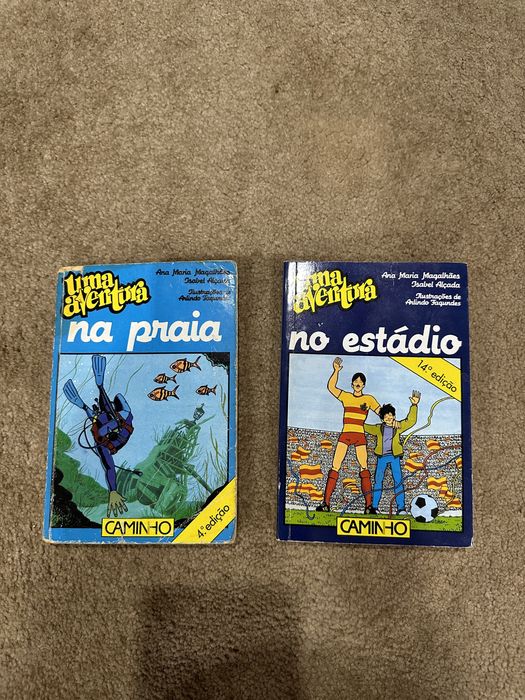 uma
aventura
Ana Maria Magalhães
Isabel Alçada
Ilustrações de
Arlindo Fagundes
na praia
CAMINHO
4.º edição
uma
aventura
Ana Maria Magalhães
Isabel Alçada
Ilustrações de
Arlindo Fagundes
no estádio
14.º edição
CAMINHO